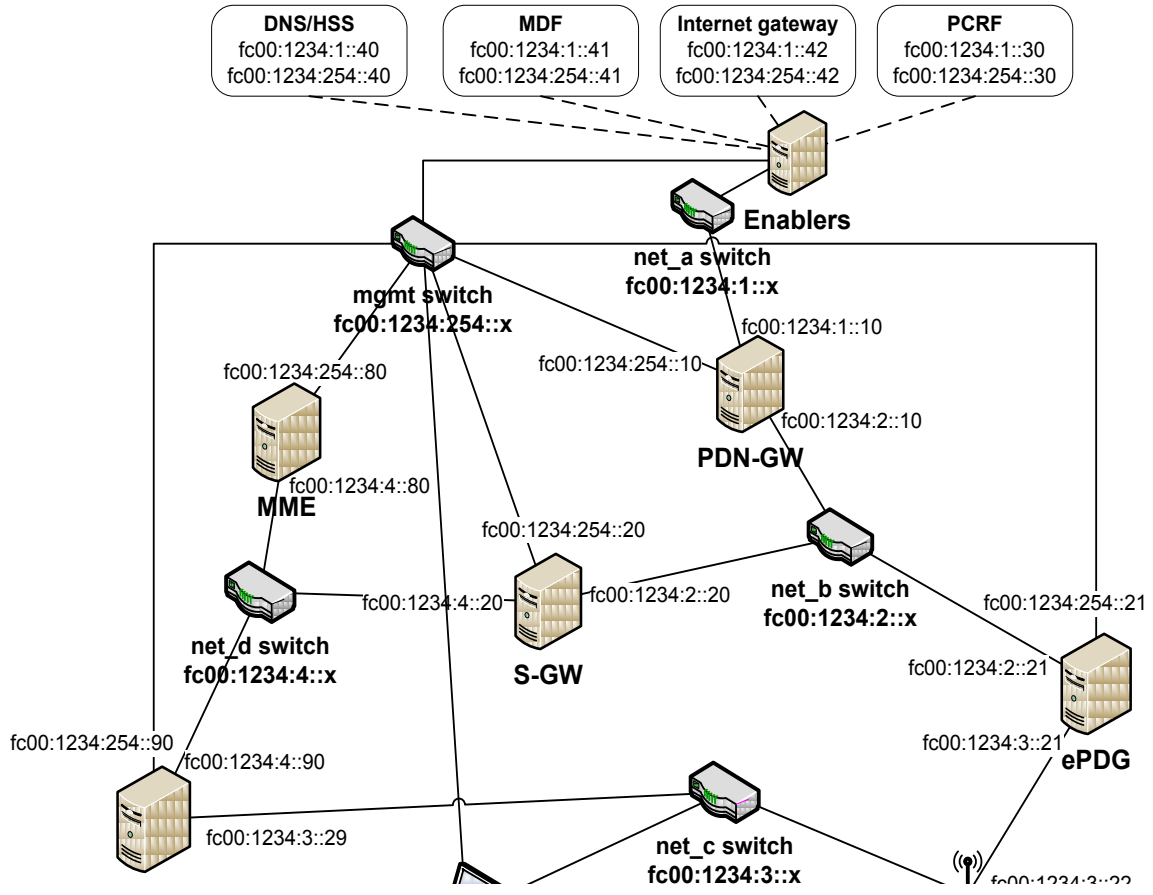 DNS/HSS
fc00:1234:1::40
fc00:1234:254::40
MDF
fc00:1234:1::41
fc00:1234:254::41
Internet gateway
fc00:1234:1::42
fc00:1234:254::42
PCRF
fc00:1234:1::30
fc00:1234:254::30
Enablers
net_a switch
fc00:1234:1::x
mgmt switch
fc00:1234:254::x
fc00:1234:1::10
fc00:1234:254::10
fc00:1234:254::80
fc00:1234:2::10
PDN-GW
fc00:1234:4::80
MME
fc00:1234:254::20
net_b switch
fc00:1234:2::x
fc00:1234:4::20
fc00:1234:2::20
fc00:1234:254::21
net_d switch
fc00:1234:4::x
S-GW
fc00:1234:2::21
fc00:1234:254::90
fc00:1234:4::90
fc00:1234:3::21
ePDG
fc00:1234:3::29
net_c switch
fc00:1234:3::x
fc00:1234:3::22